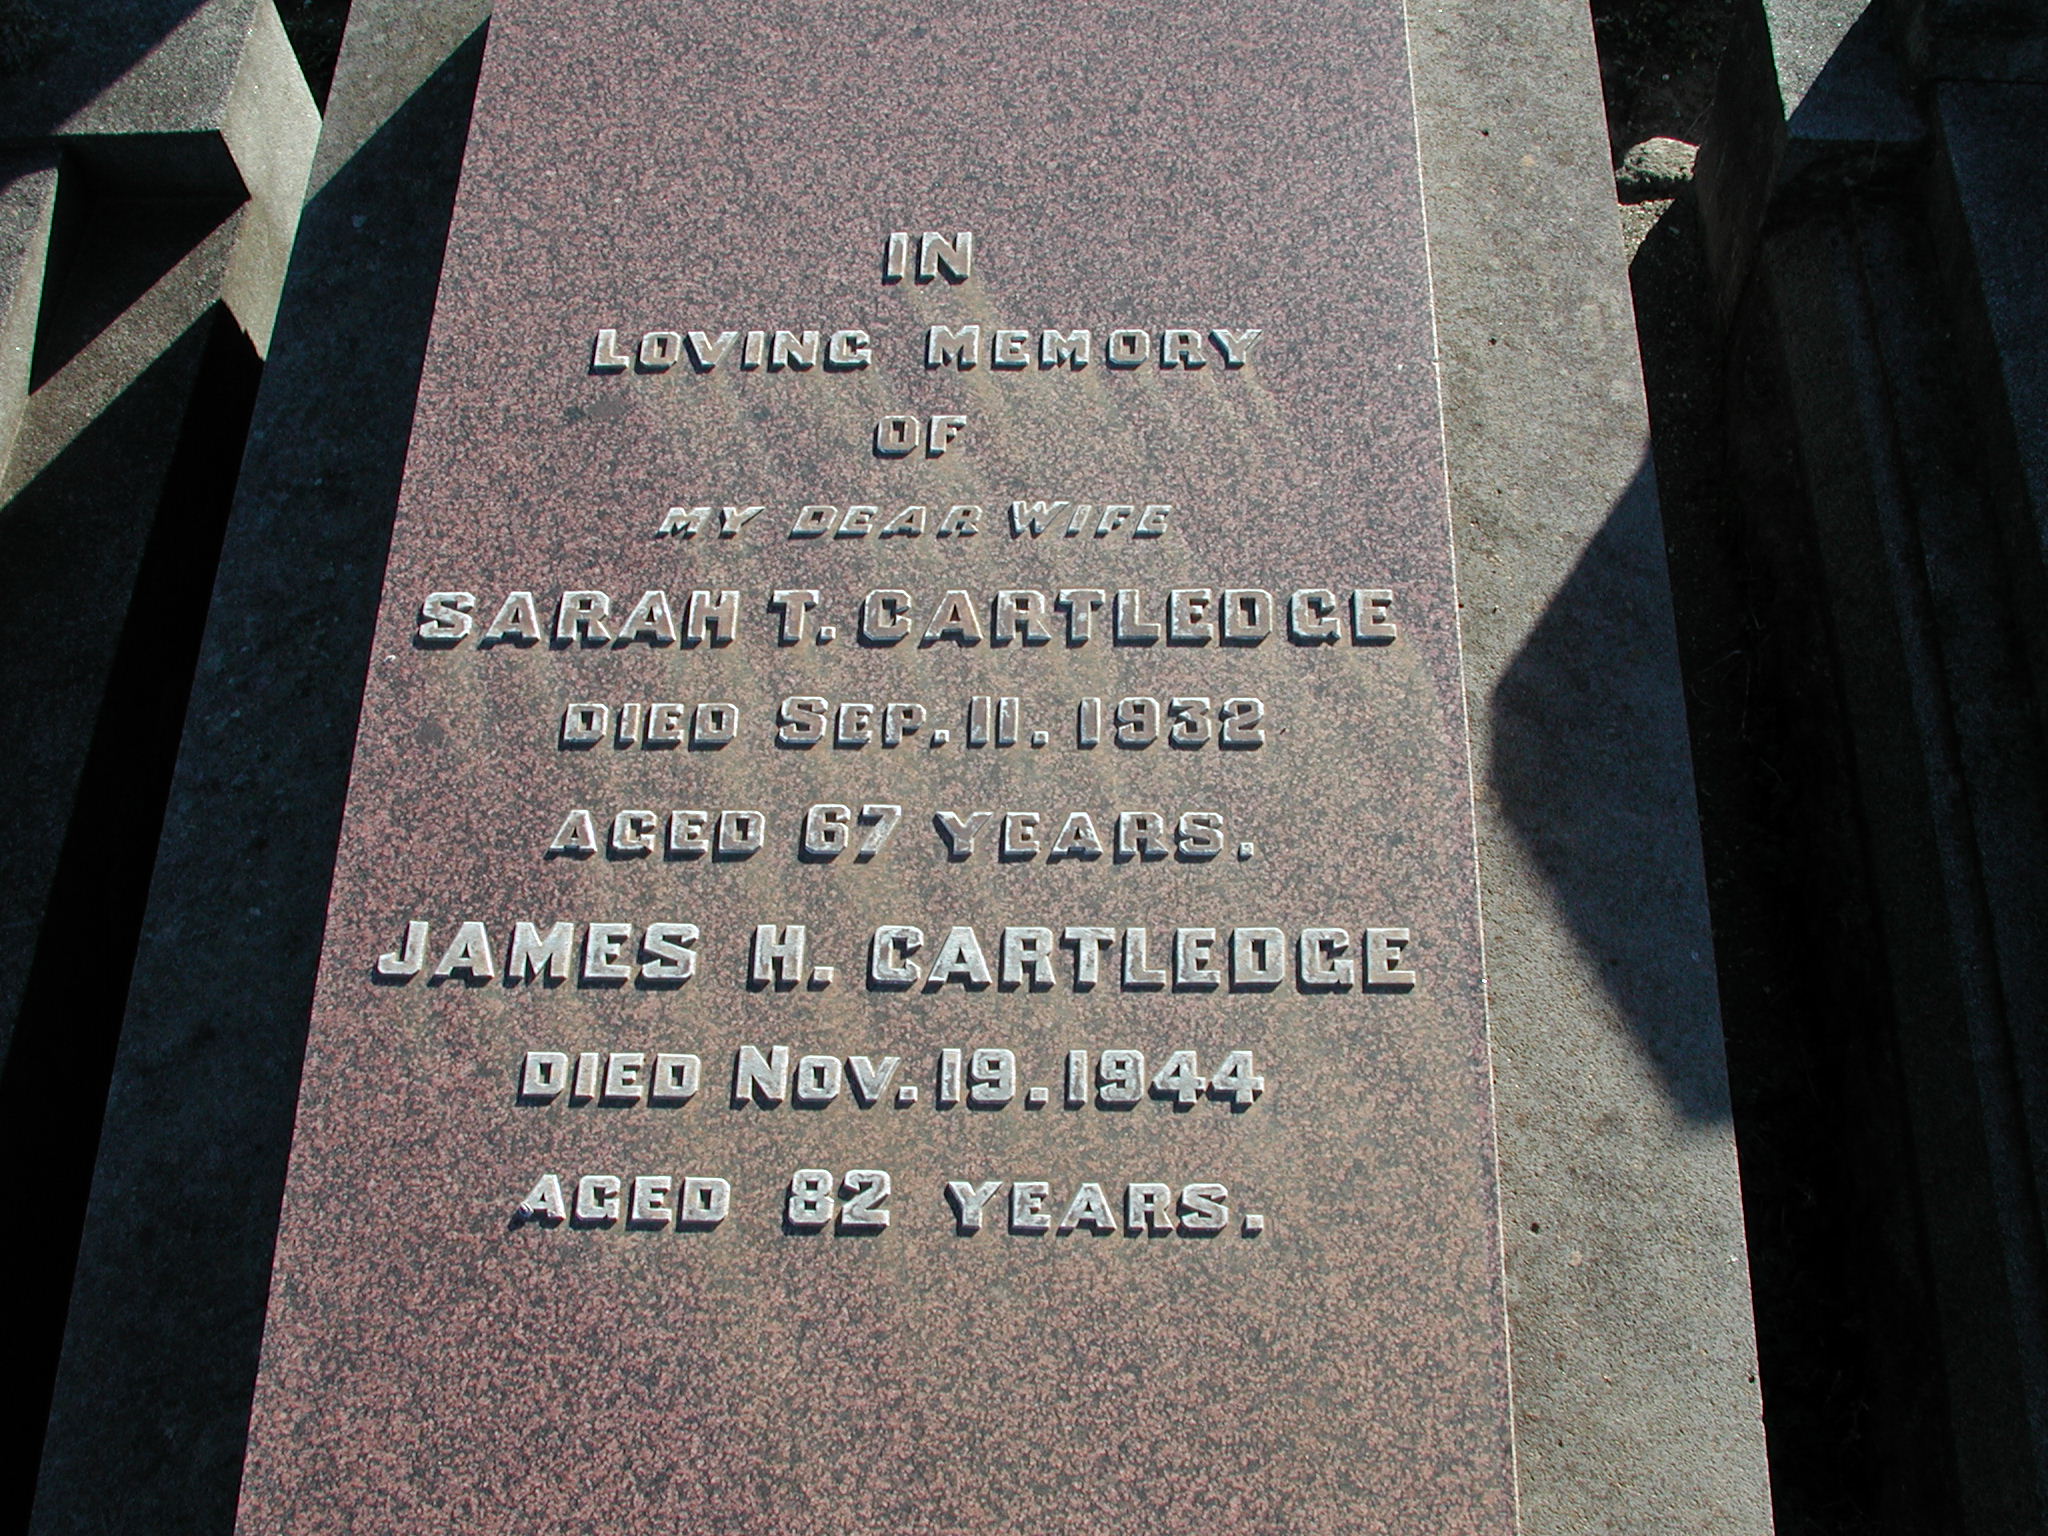 IN
LOVING MEMORY
OF
MY DEAR WIFE
SARAH T. CARTLEDGE
DIED SEP. 11. 1932
AGED 67 YEARS.
JAMES H. CARTLEDGE
DIED NOV. 19. 1944
AGED 82 YEARS.